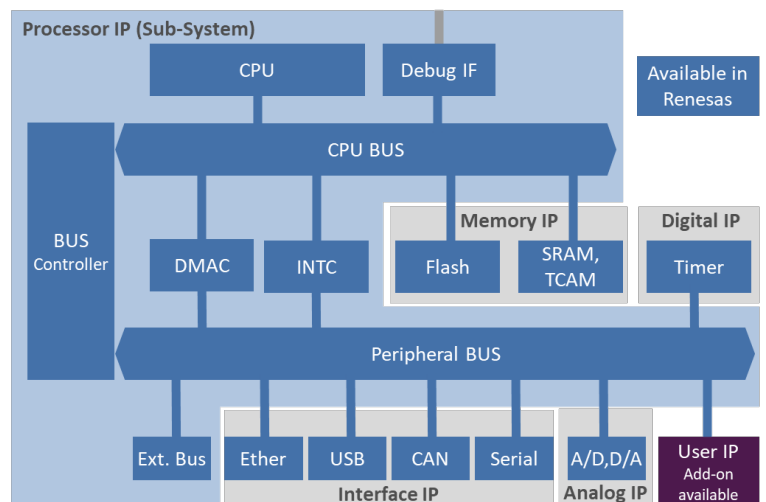 Processor IP (Sub-System)
CPU
Debug IF
Available in
Renesas
CPU BUS
BUS
Controller
Memory IP
Digital IP
DMAC
INTC
Flash
SRAM,
TCAM
Timer
Peripheral BUS
Ext. Bus
Ether
USB
CAN
Serial
A/D,D/A
User IP
Add-on
available
Interface IP
Analog IP